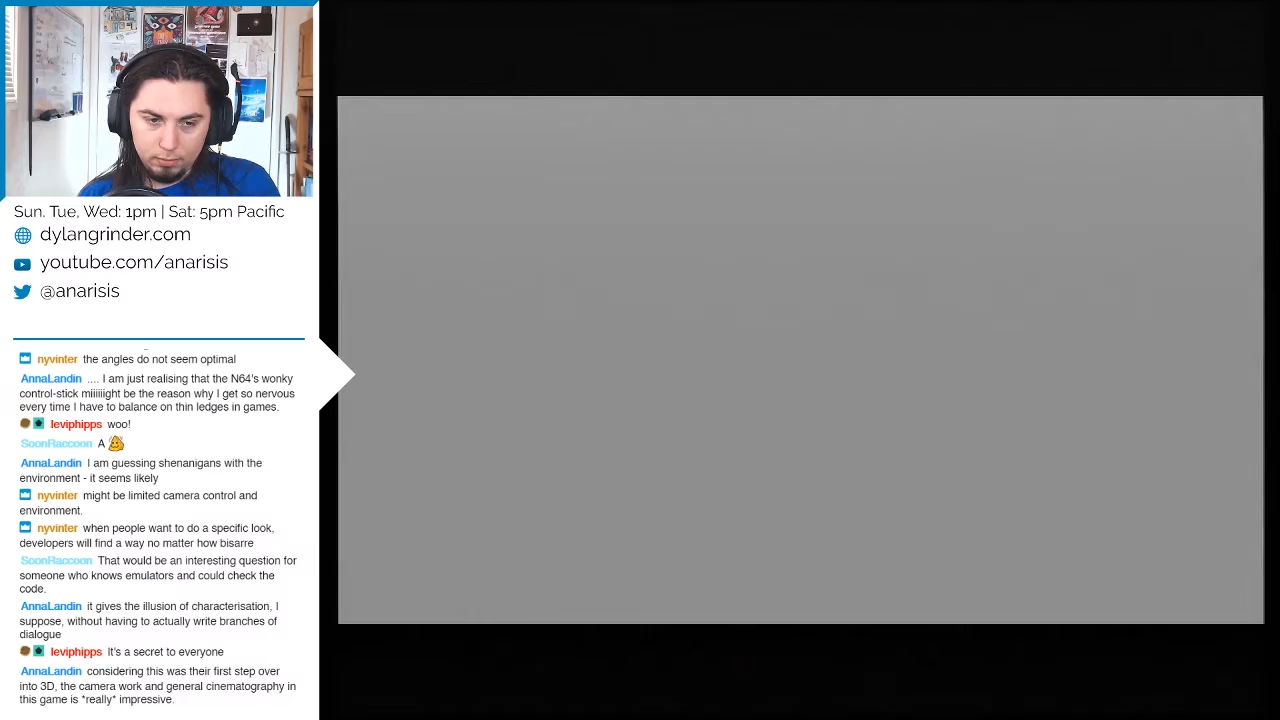 Sun. Tue, Wed: 1pm | Sat: 5pm Pacific
dylangrinder.com
youtube.com/anarisis
@anarisis
nyvinter the angles do not seem optimal
AnnaLandin .... I am just realising that the N64's wonky
control-stick miiiiiight be the reason why I get so nervous
every time I have to balance on thin ledges in games.
leviphipps woo!
SoonRaccoon A
AnnaLandin I am guessing shenanigans with the
environment - it seems likely
nyvinter might be limited camera control and
environment.
nyvinter when people want to do a specific look,
developers will find a way no matter how bisarre
SoonRaccoon That would be an interesting question for
someone who knows emulators and could check the
code.
AnnaLandin it gives the illusion of characterisation, I
suppose, without having to actually write branches of
dialogue
leviphipps It's a secret to everyone
AnnaLandin considering this was their first step over
into 3D, the camera work and general cinematography in
this game is *really* impressive.